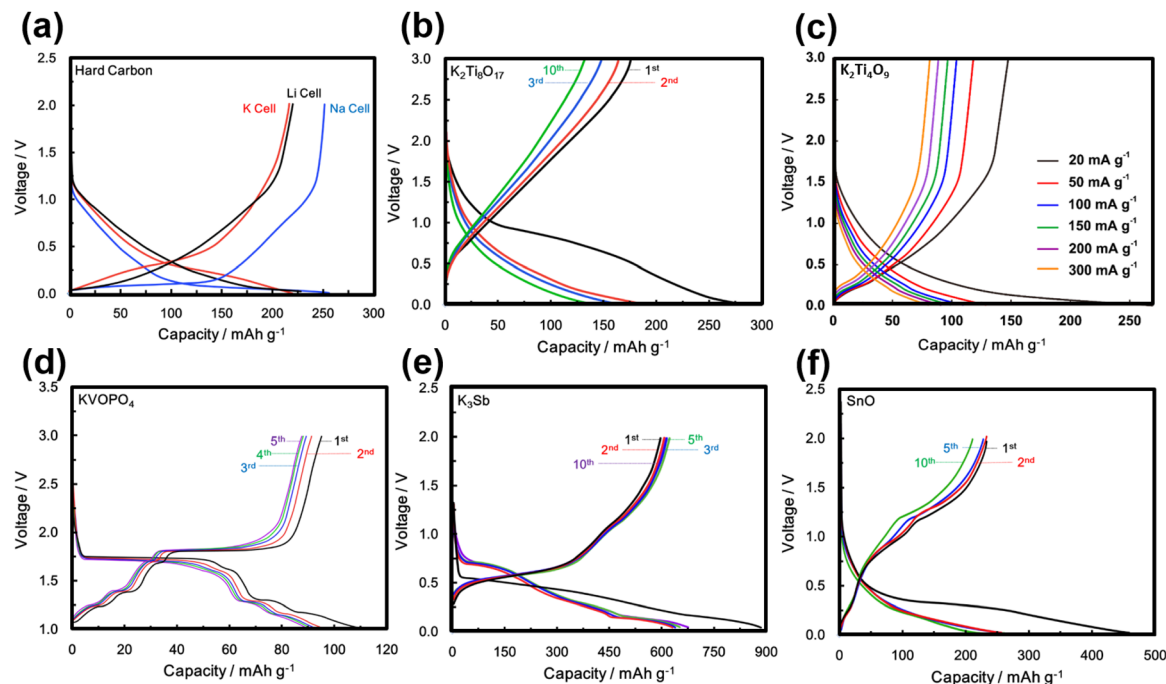 (a)
Hard Carbon
Li Cell
K Cell
Na Cell
2.5
2.0
1.5
1.0
0.5
0.0
Voltage / V
0 50 100 150 200 250 300
Capacity / mAh g⁻¹
(b)
K₂Ti₈O₁₇
10th
1st
3rd
2nd
3.0
2.5
2.0
1.5
1.0
0.5
0.0
Voltage / V
0 50 100 150 200 250 300
Capacity / mAh g⁻¹
(c)
K₂Ti₄O₉
20 mA g⁻¹
50 mA g⁻¹
100 mA g⁻¹
150 mA g⁻¹
200 mA g⁻¹
300 mA g⁻¹
3.0
2.5
2.0
1.5
1.0
0.5
0.0
Voltage / V
0 50 100 150 200 250
Capacity / mAh g⁻¹
(d)
KVOPO₄
5th
1st
4th
2nd
3rd
3.5
3.0
2.5
2.0
1.5
1.0
Voltage / V
0 20 40 60 80 100 120
Capacity / mAh g⁻¹
(e)
K₃Sb
1st
5th
2nd
3rd
10th
2.5
2.0
1.5
1.0
0.5
0.0
Voltage / V
0 150 300 450 600 750 900
Capacity / mAh g⁻¹
(f)
SnO
5th
1st
10th
2nd
2.5
2.0
1.5
1.0
0.5
0.0
Voltage / V
0 100 200 300 400 500
Capacity / mAh g⁻¹